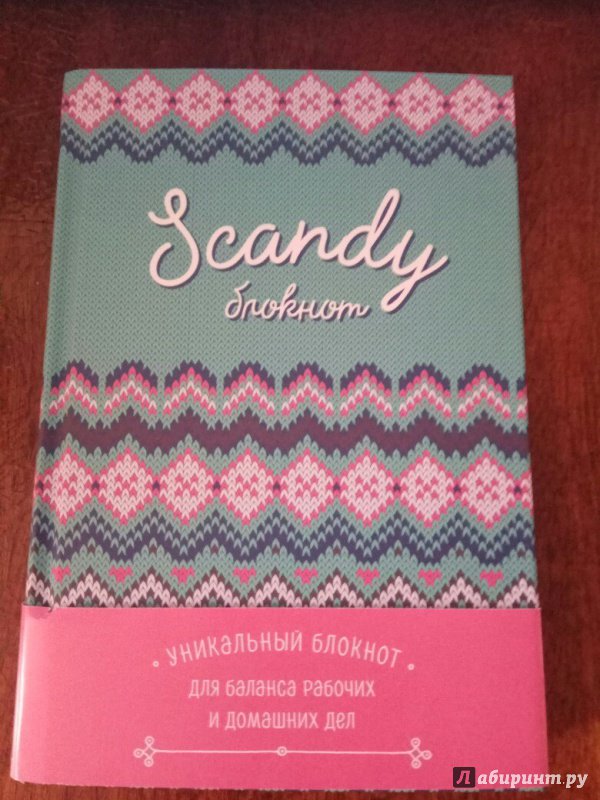 Scandy
блокнот
УНИКАЛЬНЫЙ БЛОКНОТ
ДЛЯ БАЛАНСА РАБОЧИХ
И ДОМАШНИХ ДЕЛ
Лабиринт.ру